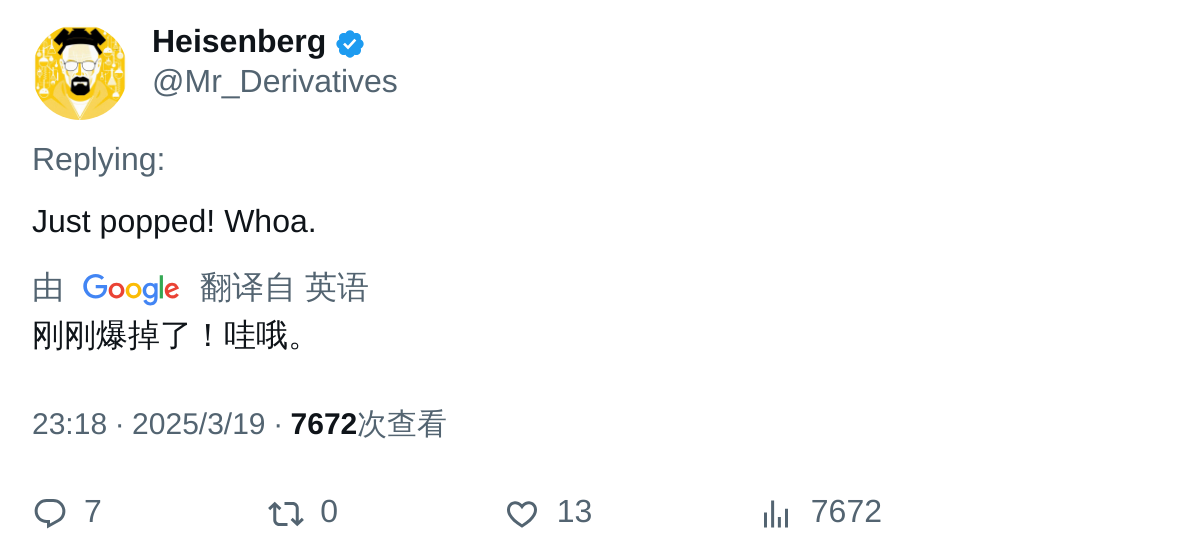 Heisenberg
@Mr_Derivatives
Replying:
Just popped! Whoa.
由 Google 翻译自 英语
刚刚爆掉了！哇哦。
23:18 · 2025/3/19 · 7672次查看
7 0 13 7672